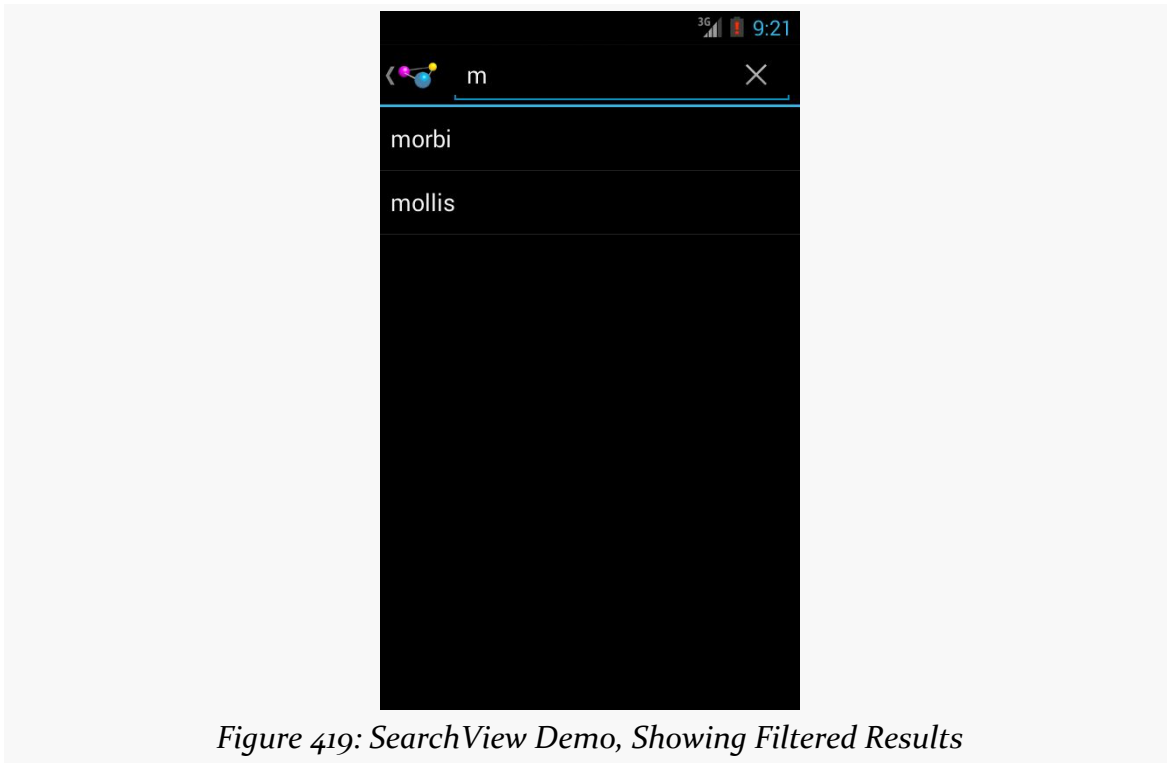 3G 9:21
m
morbi
mollis
Figure 419: SearchView Demo, Showing Filtered Results